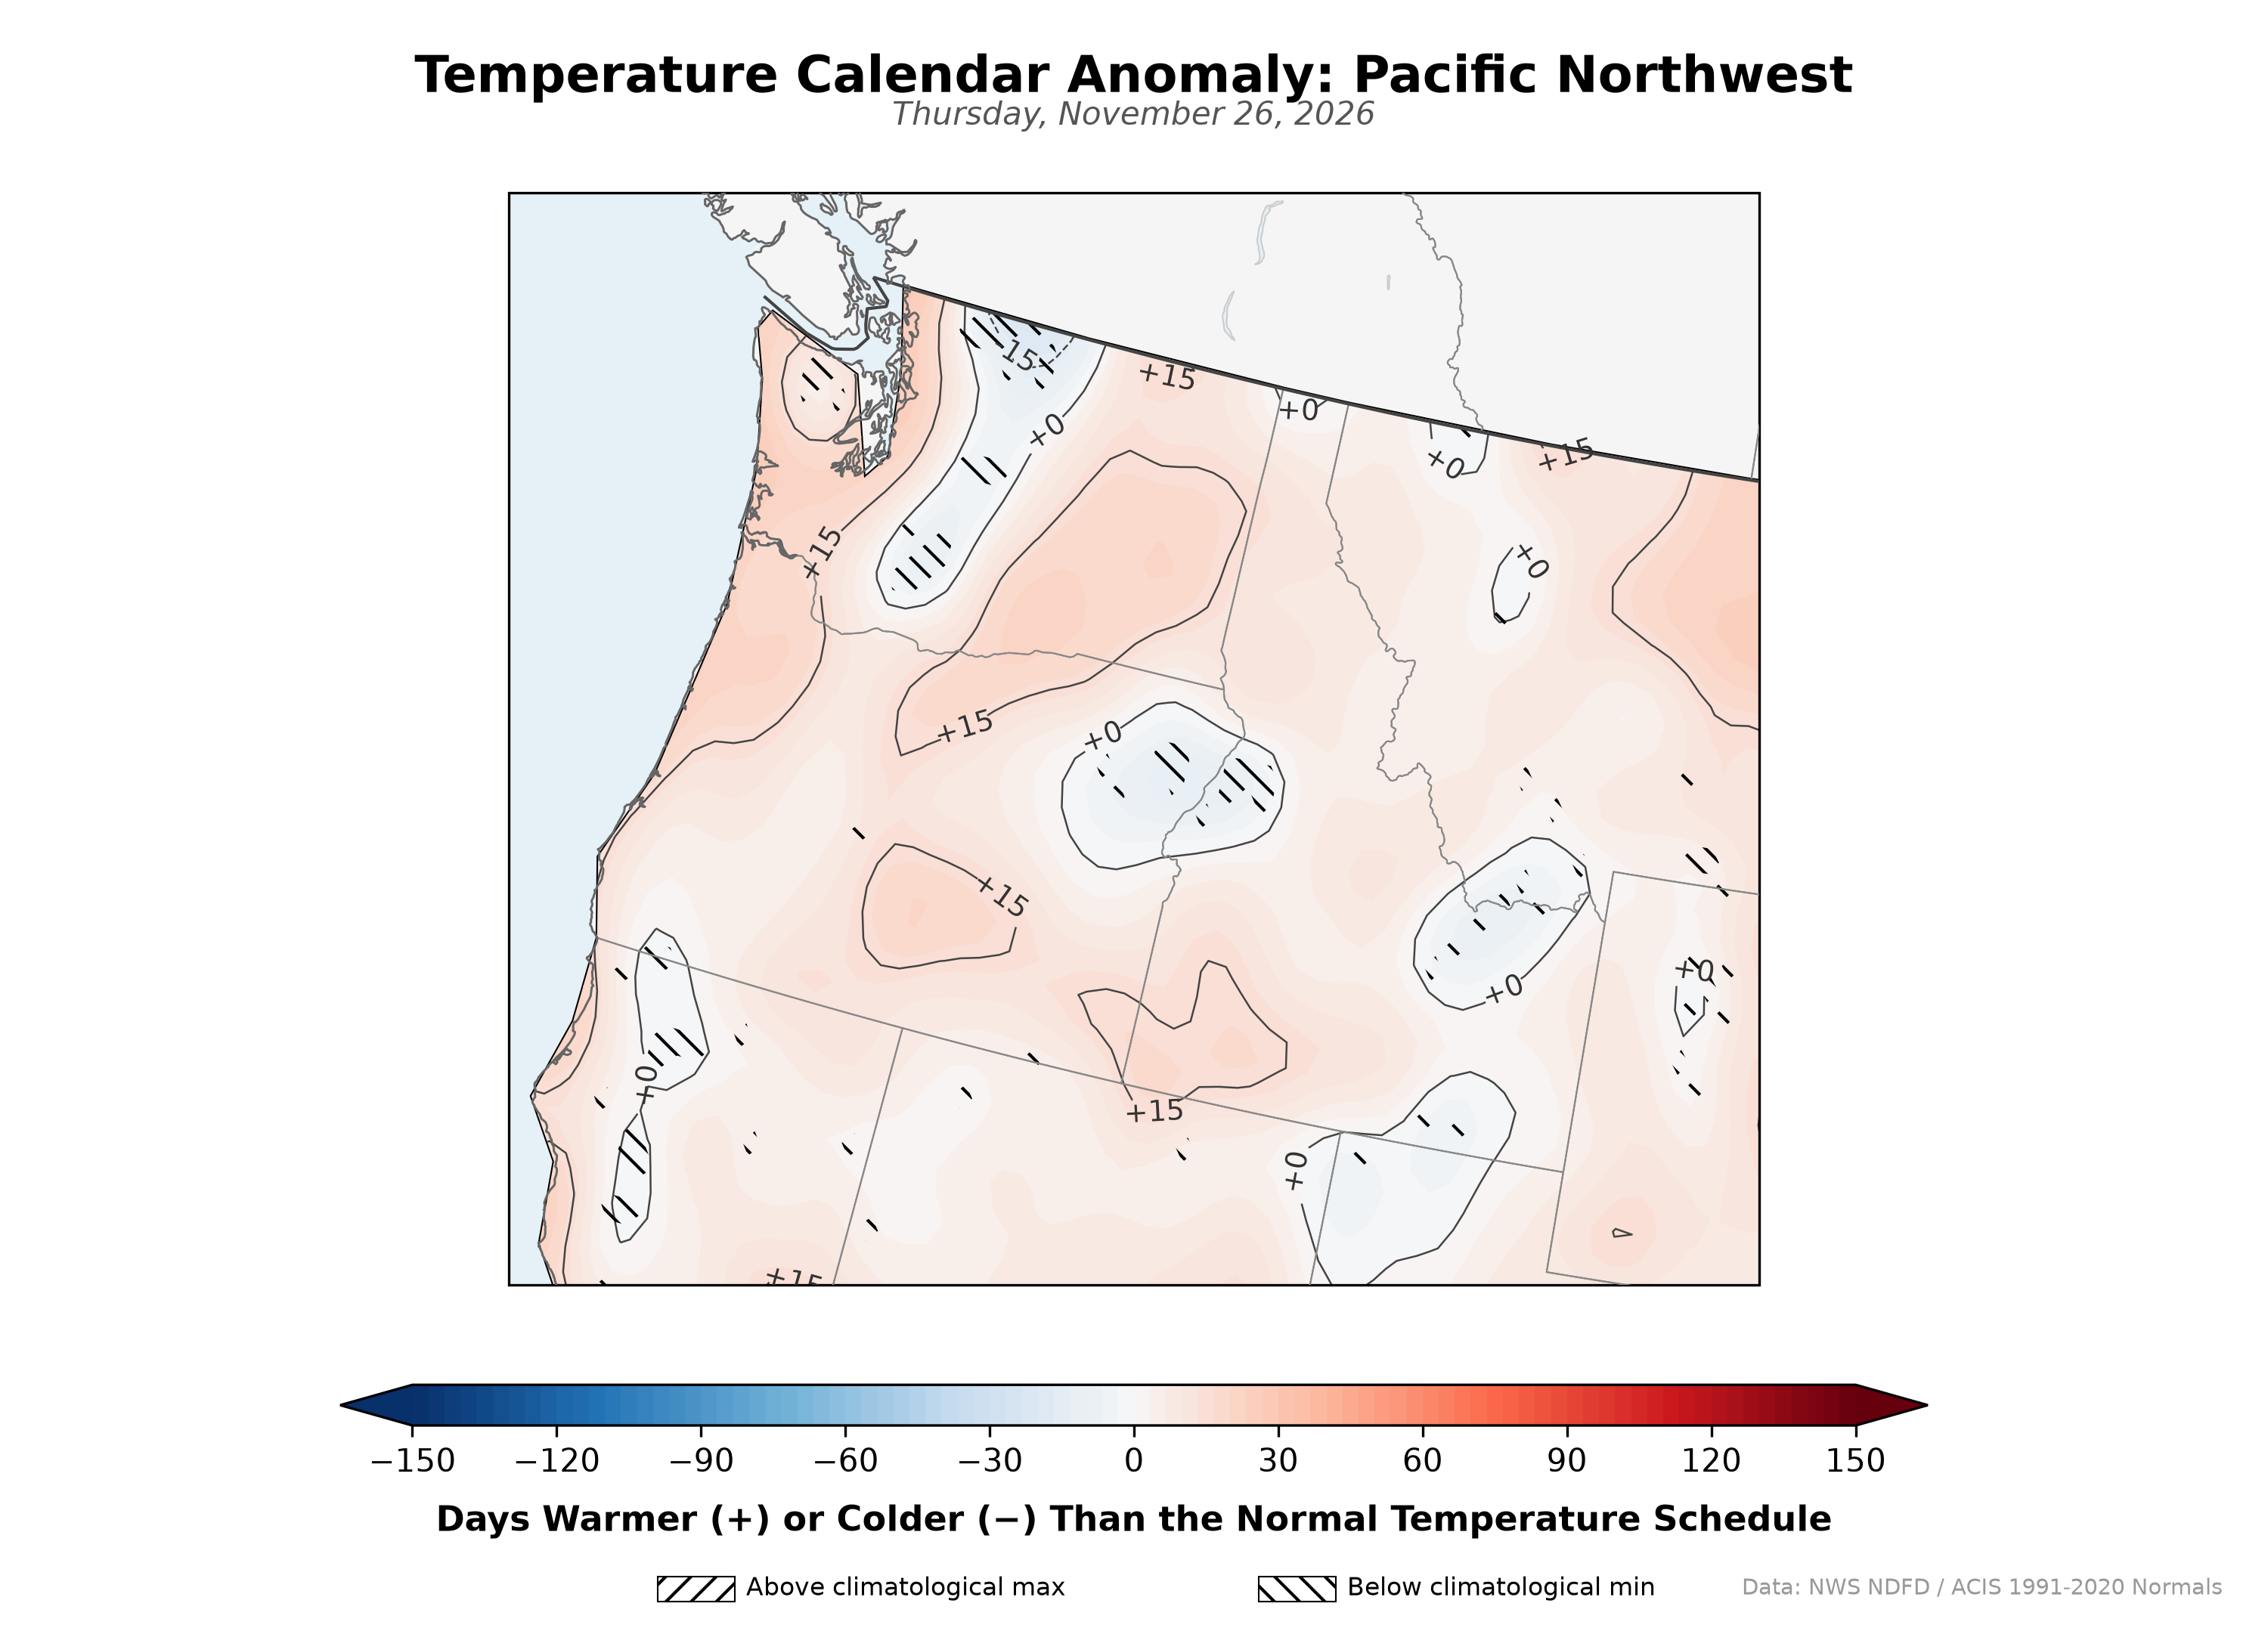 Temperature Calendar Anomaly: Pacific Northwest
Thursday, November 26, 2026
15
+15
+0
+0
+0
+15
+15
+0
+15
+0
+15
+0
+0
+0
+15
+0
+15
−150 −120 −90 −60 −30 0 30 60 90 120 150
Days Warmer (+) or Colder (−) Than the Normal Temperature Schedule
Above climatological max
Below climatological min
Data: NWS NDFD / ACIS 1991-2020 Normals